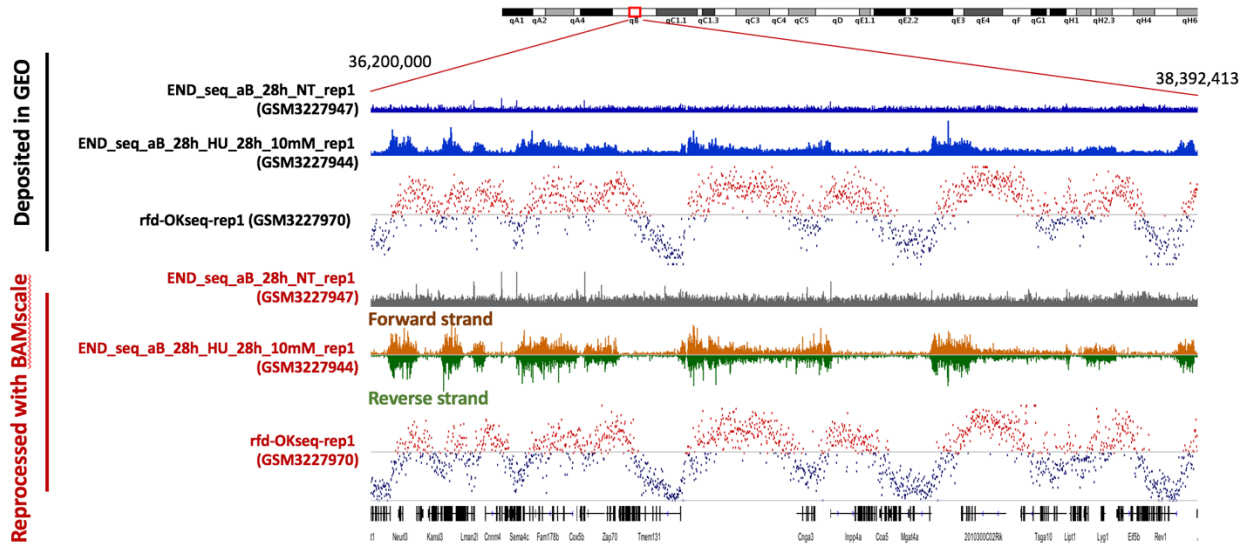 qA1 qA2 qA4 qB qC1.1 qC1.3 qC3 qC4 qC5 qD qE1.1 qE2.2 qE3 qE4 qF qG1 qH1 qH2.3 qH4 qH6
36,200,000
38,392,413
Deposited in GEO
END_seq_aB_28h_NT_rep1
(GSM3227947)
END_seq_aB_28h_HU_28h_10mM_rep1
(GSM3227944)
rfd-OKseq-rep1 (GSM3227970)
Reprocessed with BAMscale
END_seq_aB_28h_NT_rep1
(GSM3227947)
Forward strand
END_seq_aB_28h_HU_28h_10mM_rep1
(GSM3227944)
Reverse strand
rfd-OKseq-rep1
(GSM3227970)
t1 Neurl3 Kansl3 Lman2l Cnnm4 Sema4c Fam178b Cox5b Zap70 Tmem131 Cnga3 Inpp4a Coa5 Mgat4a 2010300C02Rik Tsga10 Lipt1 Lyg1 Eif5b Rev1